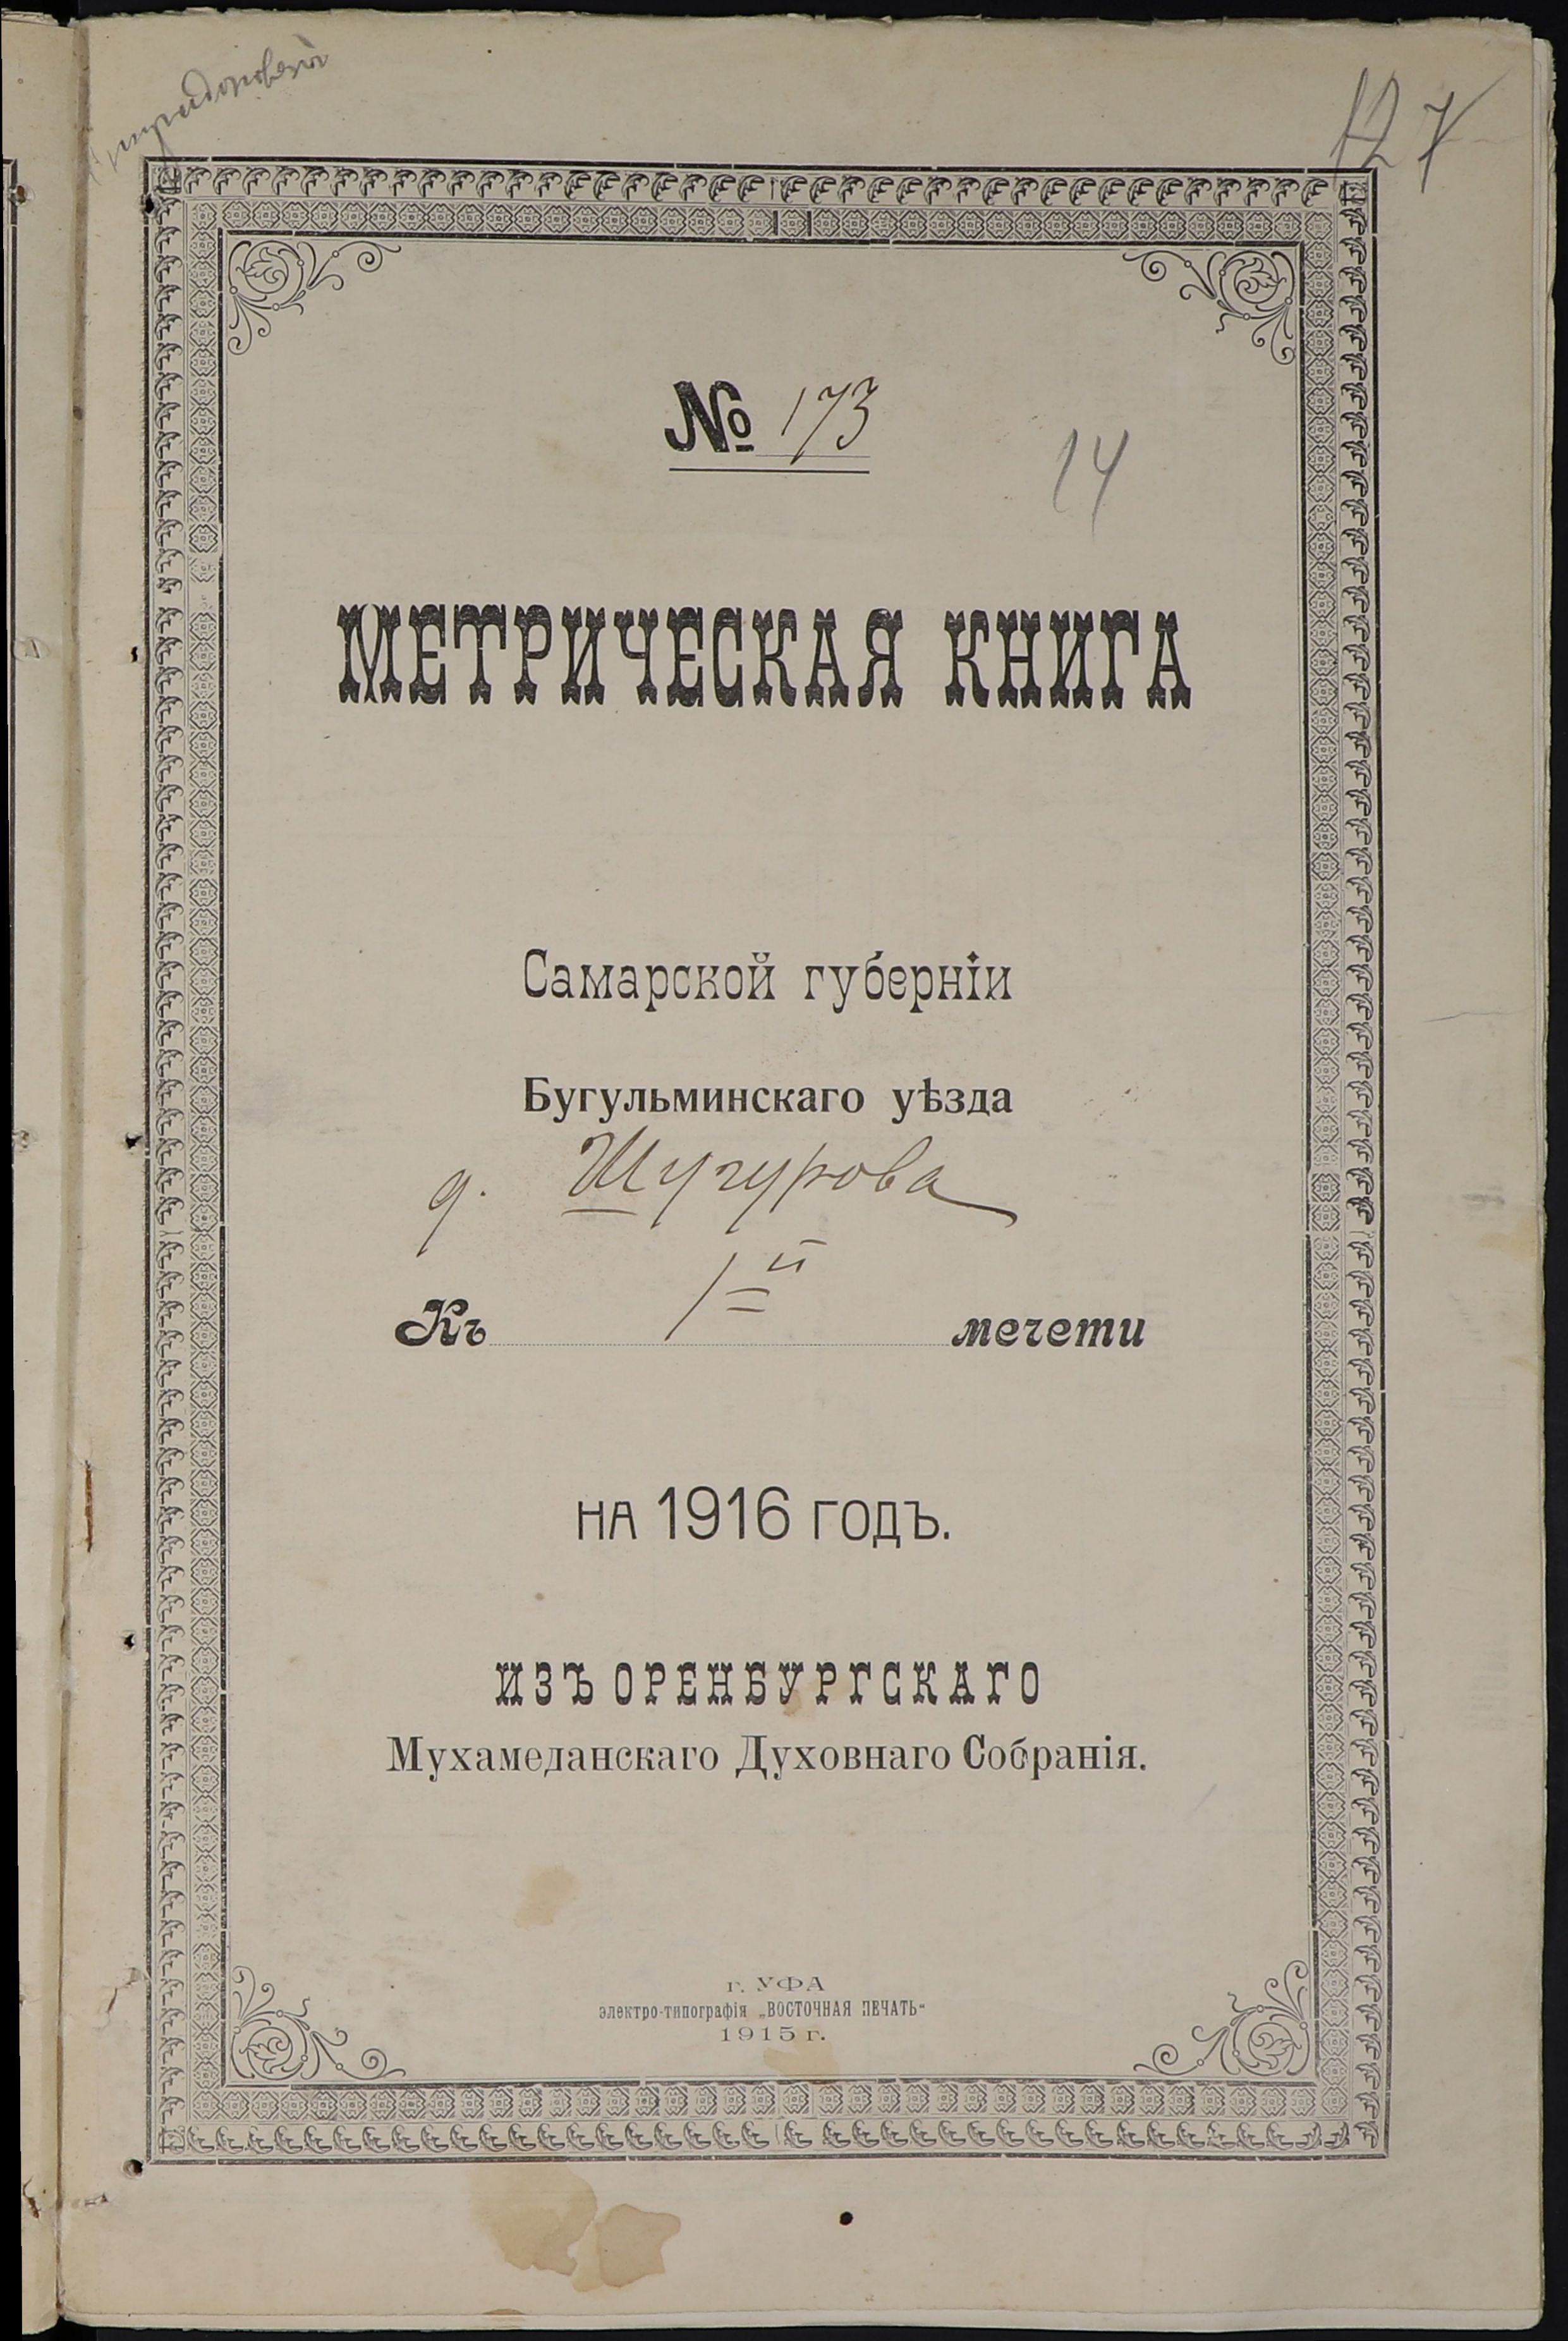 127
№ 173
14
МЕТРИЧЕСКАЯ КНИГА
Самарской губерніи
Бугульминскаго уѣзда
д. Шугурова
Къ 1й мечети
НА 1916 ГОДЪ.
ИЗЪ ОРЕНБУРГСКАГО
Мухамеданскаго Духовнаго Собранія.
г. УФА
электро-типографія „ВОСТОЧНАЯ ПЕЧАТЬ“
1915 г.